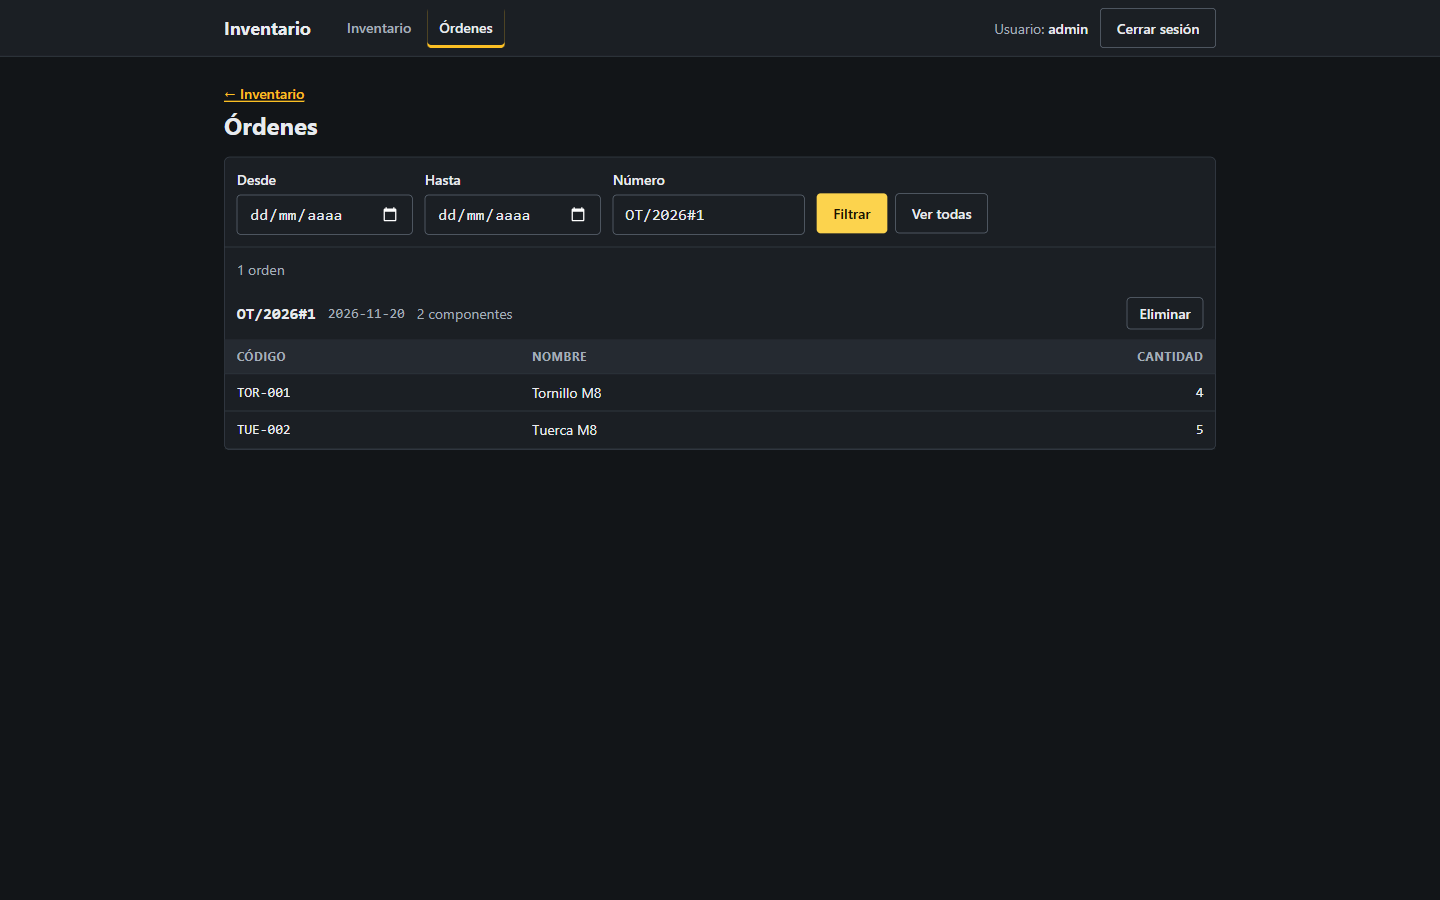 Inventario Inventario Órdenes Usuario: admin Cerrar sesión
← Inventario
Órdenes
Desde Hasta Número
dd/mm/aaaa dd/mm/aaaa OT/2026#1 Filtrar Ver todas
1 orden
OT/2026#1 2026-11-20 2 componentes Eliminar
CÓDIGO NOMBRE CANTIDAD
TOR-001 Tornillo M8 4
TUE-002 Tuerca M8 5